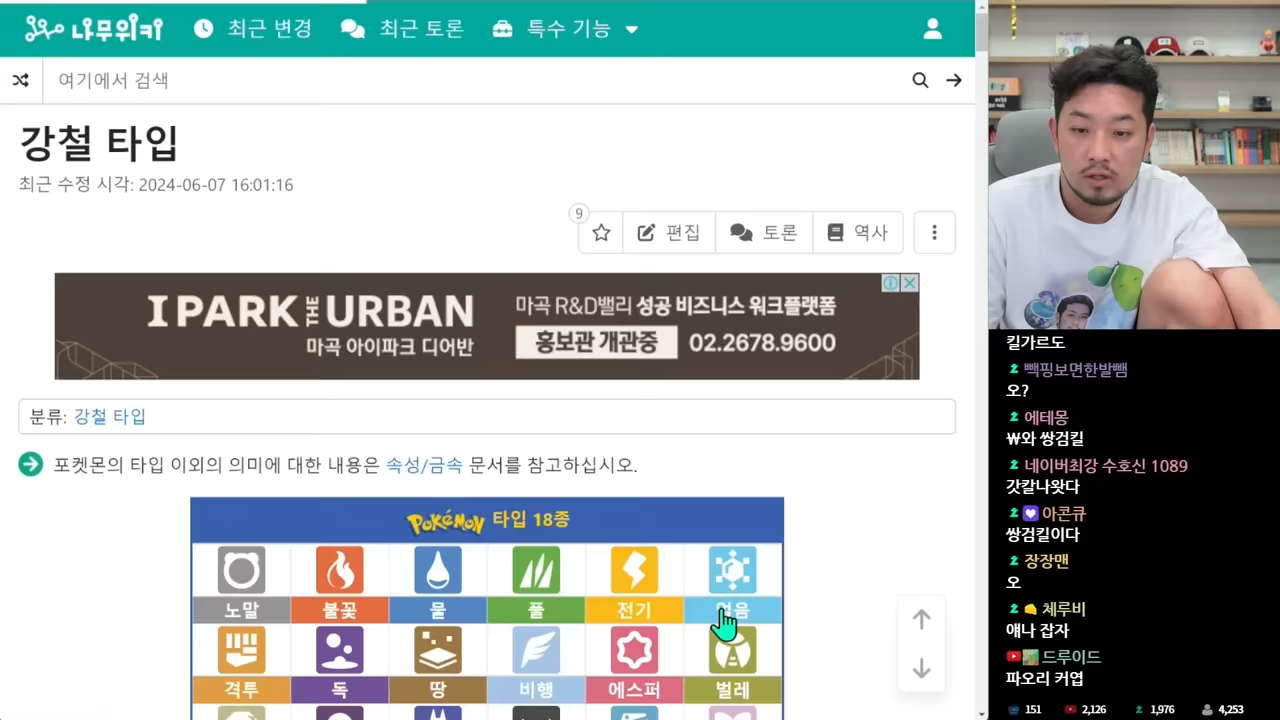 나무위키
최근 변경
최근 토론
특수 기능
여기에서 검색
강철 타입
최근 수정 시각: 2024-06-07 16:01:16
9
편집
토론
역사
I PARK THE URBAN
마곡 아이파크 디어반
마곡 R&D밸리 성공 비즈니스 워크플랫폼
홍보관 개관중 02.2678.9600
분류: 강철 타입
포켓몬의 타입 이외의 의미에 대한 내용은 속성/금속 문서를 참고하십시오.
POKéMON 타입 18종
노말 불꽃 물 풀 전기
격투 독 땅 비행 에스퍼 벌레
킬가르도
빽핑보면한발뺌
오?
에테몽
₩와 쌍검킬
네이버최강 수호신 1089
갓칼나왔다
아콘큐
쌍검킬이다
장장맨
오
체루비
얘나 잡자
드루이드
파오리 커엽
151 2,126 1,976 4,253